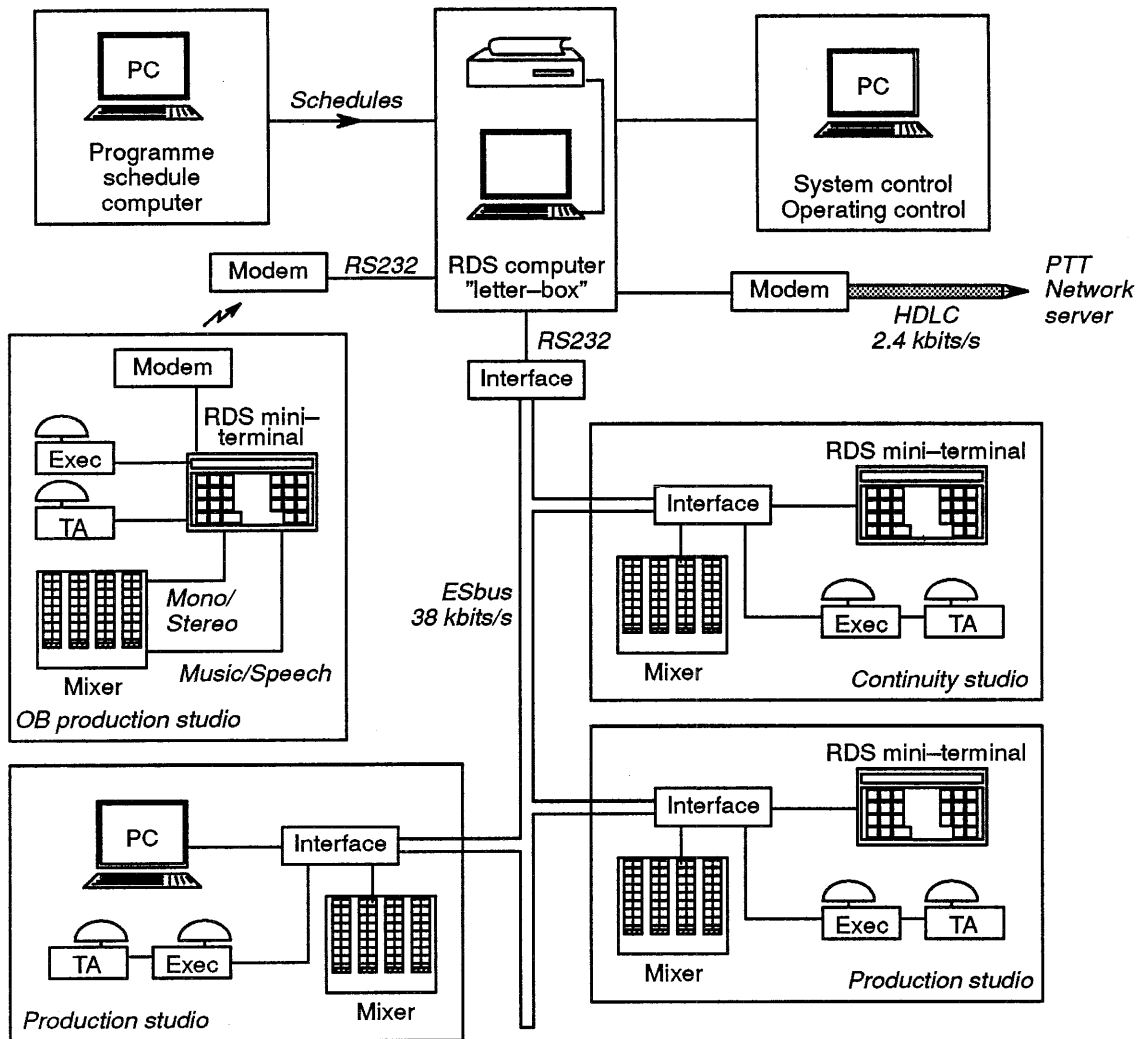 PC
Programme
schedule
computer
Schedules
RDS computer
"letter–box"
PC
System control
Operating control
Modem
RS232
Modem
HDLC
2.4 kbits/s
PTT
Network
server
RS232
Interface
ESbus
38 kbits/s
Modem
RDS mini–
terminal
Exec
TA
Mono/
Stereo
Music/Speech
Mixer
OB production studio
RDS mini–terminal
Interface
Exec
TA
Mixer
Continuity studio
RDS mini–terminal
Interface
Exec
TA
Mixer
Production studio
PC
Interface
TA
Exec
Mixer
Production studio